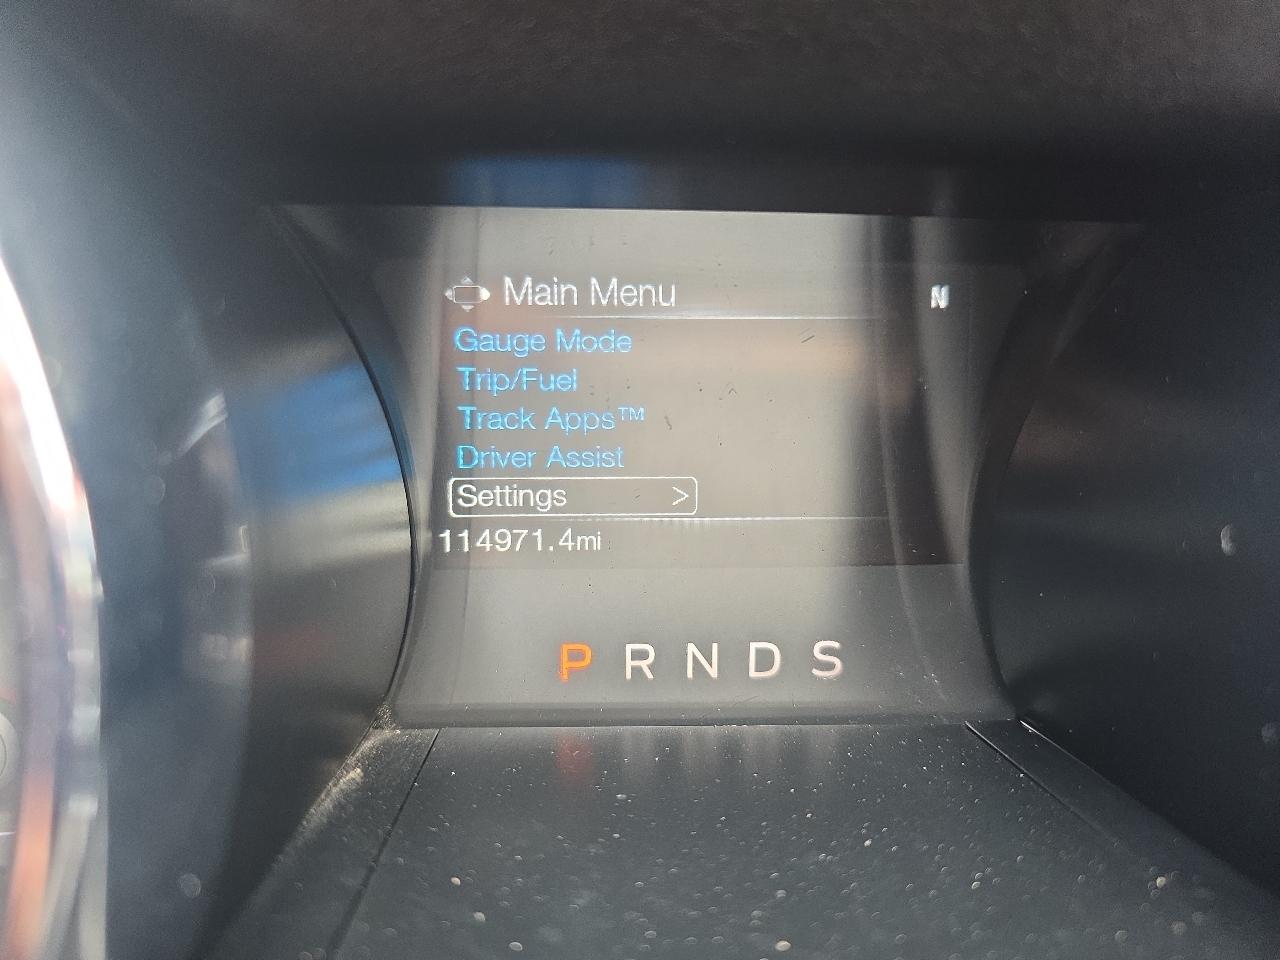 Main Menu N
Gauge Mode
Trip/Fuel
Track Apps™
Driver Assist
Settings >
114971.4mi
P R N D S